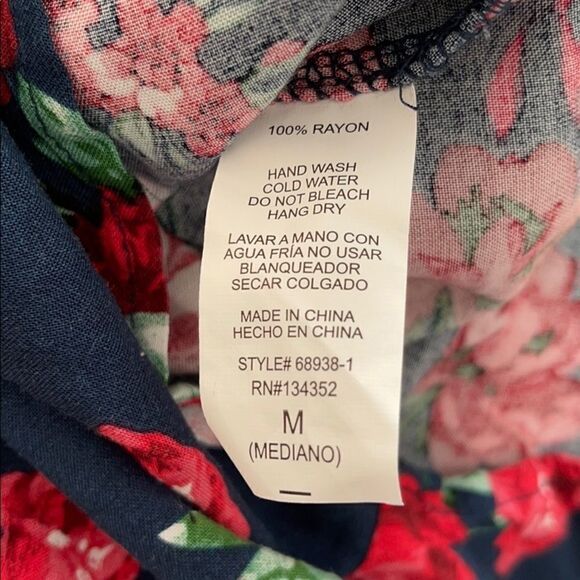 100% RAYON
HAND WASH
COLD WATER
DO NOT BLEACH
HANG DRY
LAVAR A MANO CON
AGUA FRÍA NO USAR
BLANQUEADOR
SECAR COLGADO
MADE IN CHINA
HECHO EN CHINA
STYLE# 68938-1
RN#134352
M
(MEDIANO)